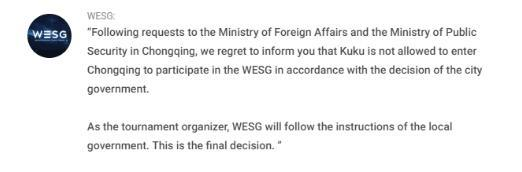 WESG
WESG:
“Following requests to the Ministry of Foreign Affairs and the Ministry of Public
Security in Chongqing, we regret to inform you that Kuku is not allowed to enter
Chongqing to participate in the WESG in accordance with the decision of the city
government.
As the tournament organizer, WESG will follow the instructions of the local
government. This is the final decision. ”